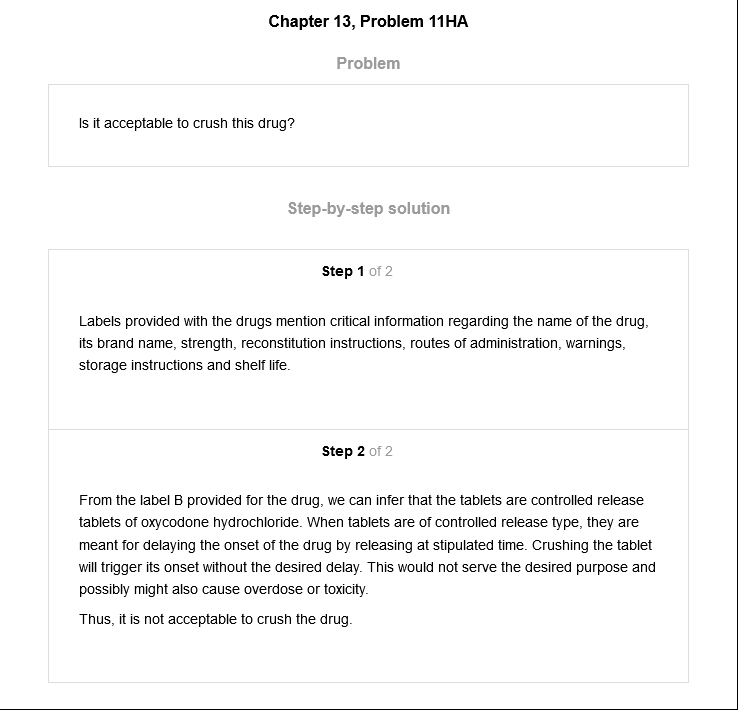 Chapter 13, Problem 11HA
Problem
Is it acceptable to crush this drug?
Step-by-step solution
Step 1 of 2
Labels provided with the drugs mention critical information regarding the name of the drug,
its brand name, strength, reconstitution instructions, routes of administration, warnings,
storage instructions and shelf life.
Step 2 of 2
From the label B provided for the drug, we can infer that the tablets are controlled release
tablets of oxycodone hydrochloride. When tablets are of controlled release type, they are
meant for delaying the onset of the drug by releasing at stipulated time. Crushing the tablet
will trigger its onset without the desired delay. This would not serve the desired purpose and
possibly might also cause overdose or toxicity.
Thus, it is not acceptable to crush the drug.